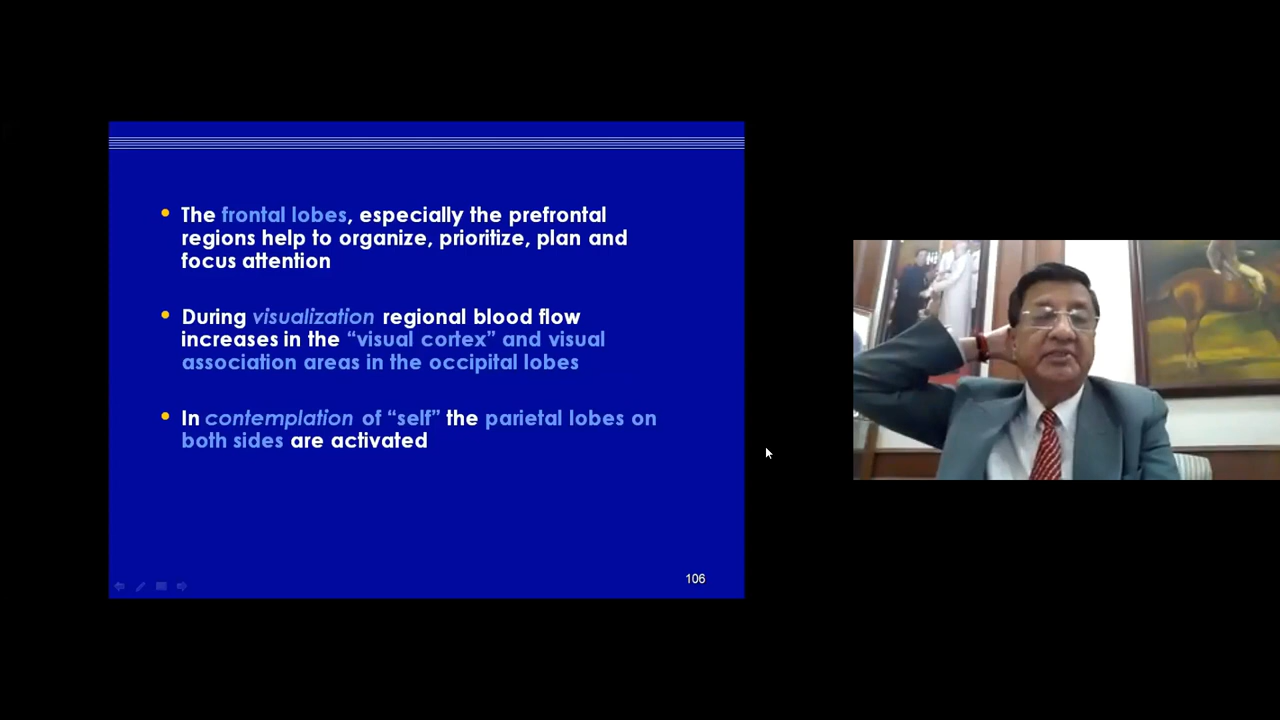 The frontal lobes, especially the prefrontal
regions help to organize, prioritize, plan and
focus attention
During visualization regional blood flow
increases in the “visual cortex” and visual
association areas in the occipital lobes
In contemplation of “self” the parietal lobes on
both sides are activated
106